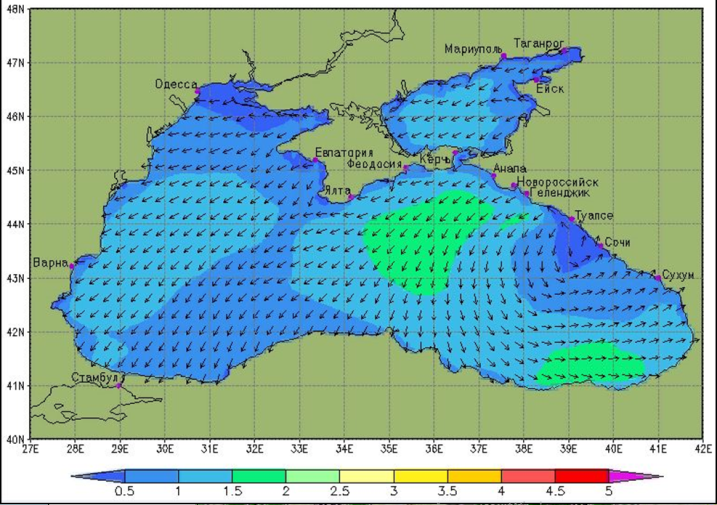 48N
47N
46N
45N
44N
43N
42N
41N
40N
Мариуполь
Таганрог
Ейск
Одесса
Евпатория
Феодосия
Керчь
Анапа
Новороссийск
Геленджик
Ялта
Туапсе
Сочи
Сухум
Варна
Стамбул
27E 28E 29E 30E 31E 32E 33E 34E 35E 36E 37E 38E 39E 40E 41E 42E
0.5 1 1.5 2 2.5 3 3.5 4 4.5 5